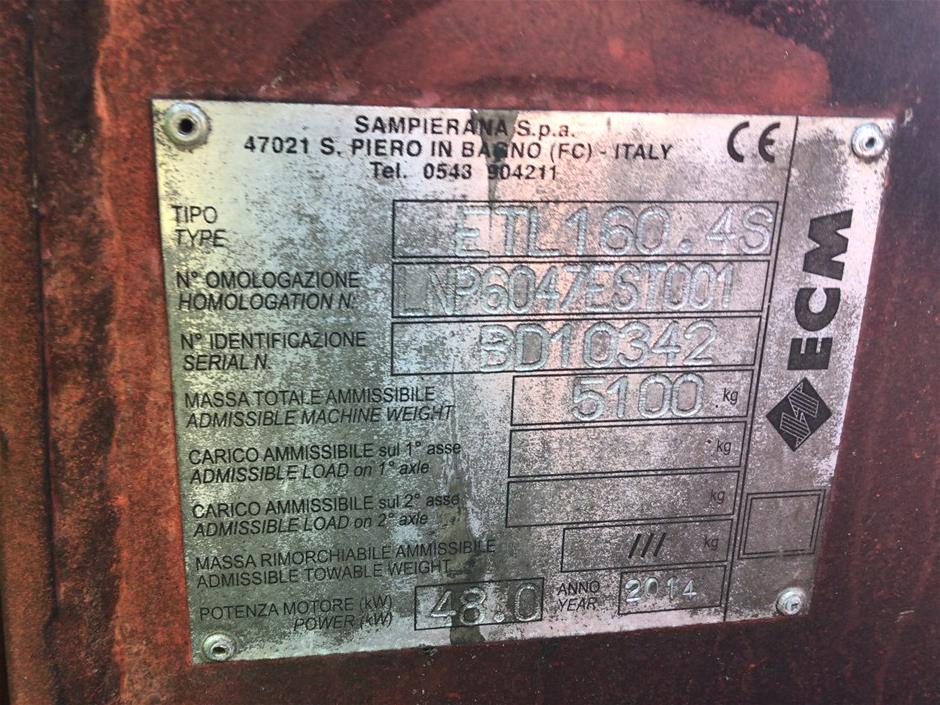 SAMPIERANA S.p.a.
47021 S. PIERO IN BAGNO (FC) - ITALY
Tel. 0543 904211
CE
TIPO
TYPE
ETL160.4S
N° OMOLOGAZIONE
HOMOLOGATION N.
LNP6047EST001
N° IDENTIFICAZIONE
SERIAL N.
BD10342
MASSA TOTALE AMMISSIBILE
ADMISSIBLE MACHINE WEIGHT
5100 kg
CARICO AMMISSIBILE sul 1° asse
ADMISSIBLE LOAD on 1° axle
kg
CARICO AMMISSIBILE sul 2° asse
ADMISSIBLE LOAD on 2° axle
kg
MASSA RIMORCHIABILE AMMISSIBILE
ADMISSIBLE TOWABLE WEIGHT
/// kg
POTENZA MOTORE (kW)
POWER (kW)
48.0
ANNO
YEAR
2014
ECM